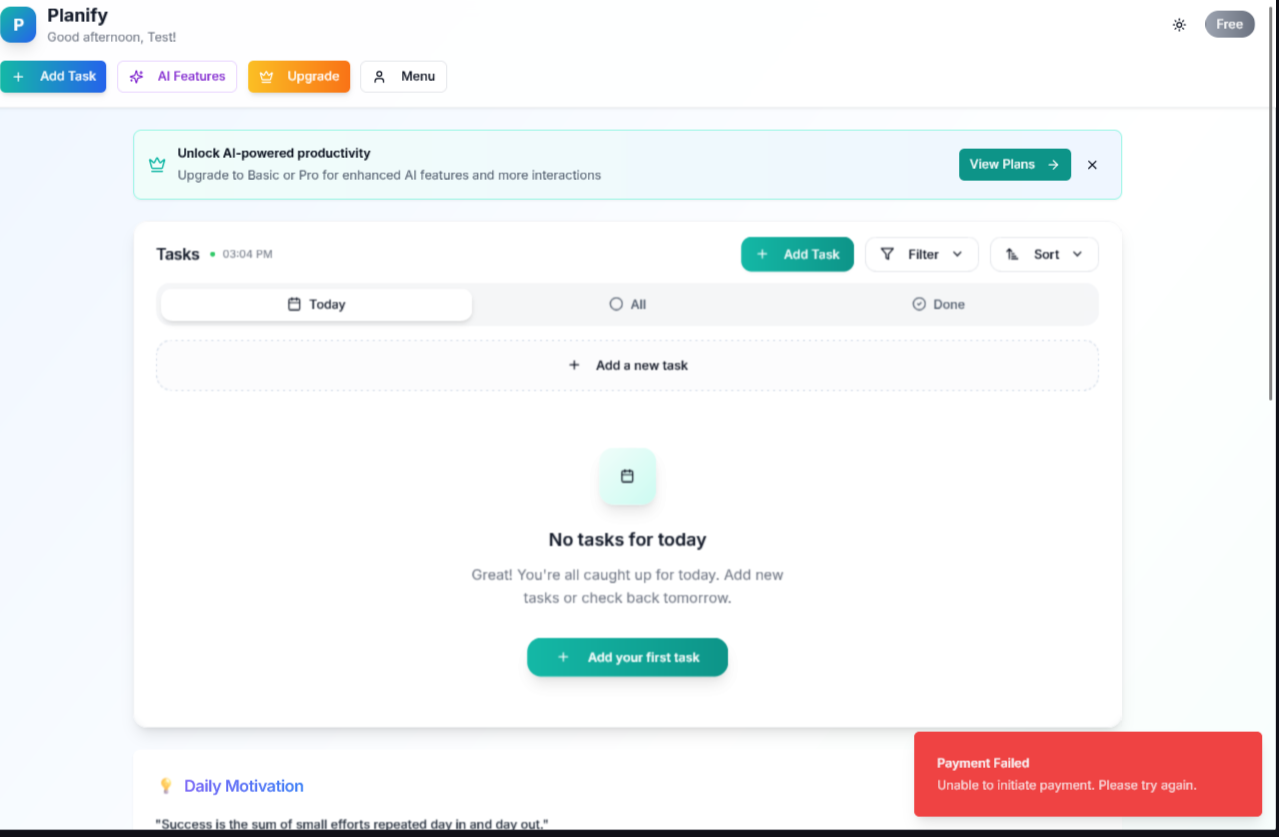 P
Planify
Good afternoon, Test!
Free
Add Task
AI Features
Upgrade
Menu
Unlock AI-powered productivity
Upgrade to Basic or Pro for enhanced AI features and more interactions
View Plans
Tasks
03:04 PM
Add Task
Filter
Sort
Today
All
Done
Add a new task
No tasks for today
Great! You're all caught up for today. Add new
tasks or check back tomorrow.
Add your first task
Daily Motivation
"Success is the sum of small efforts repeated day in and day out."
Payment Failed
Unable to initiate payment. Please try again.